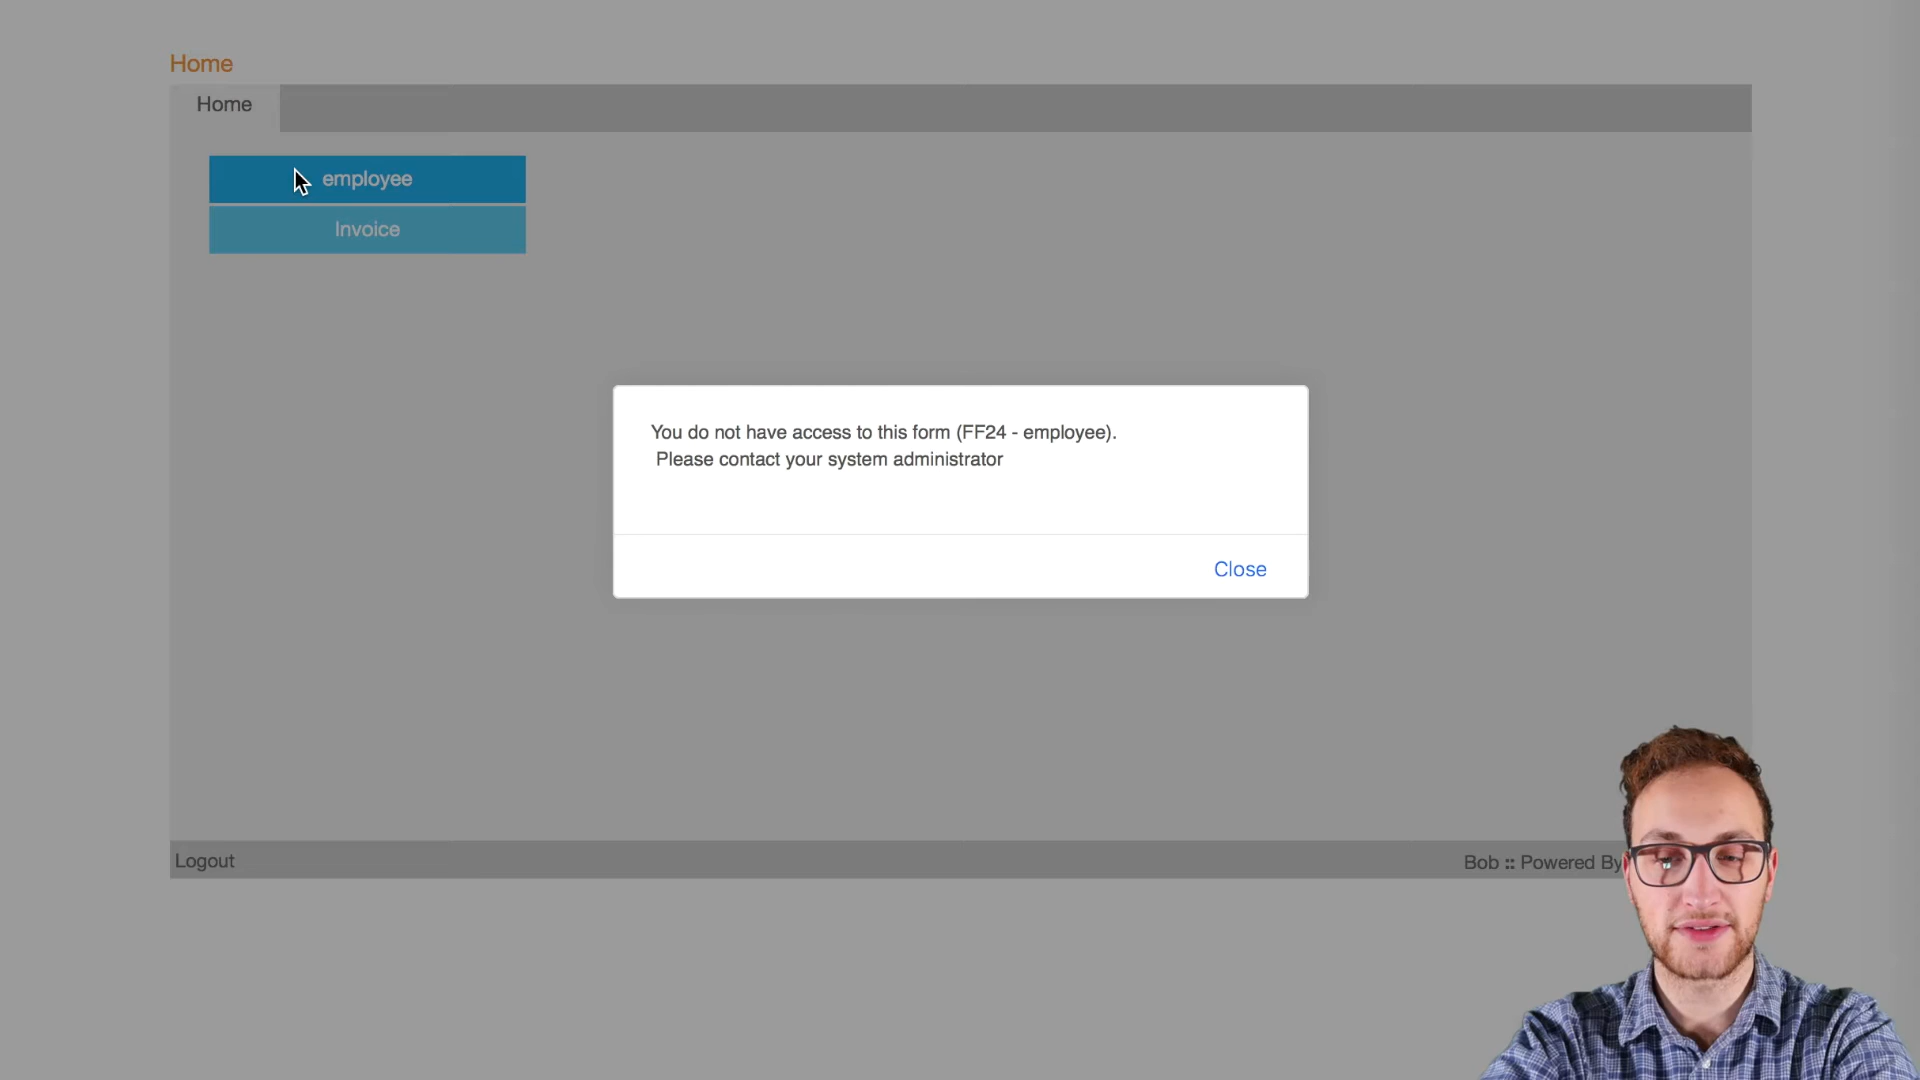 Home
Home
employee
Invoice
You do not have access to this form (FF24 - employee).
Please contact your system administrator
Close
Logout
Bob :: Powered By